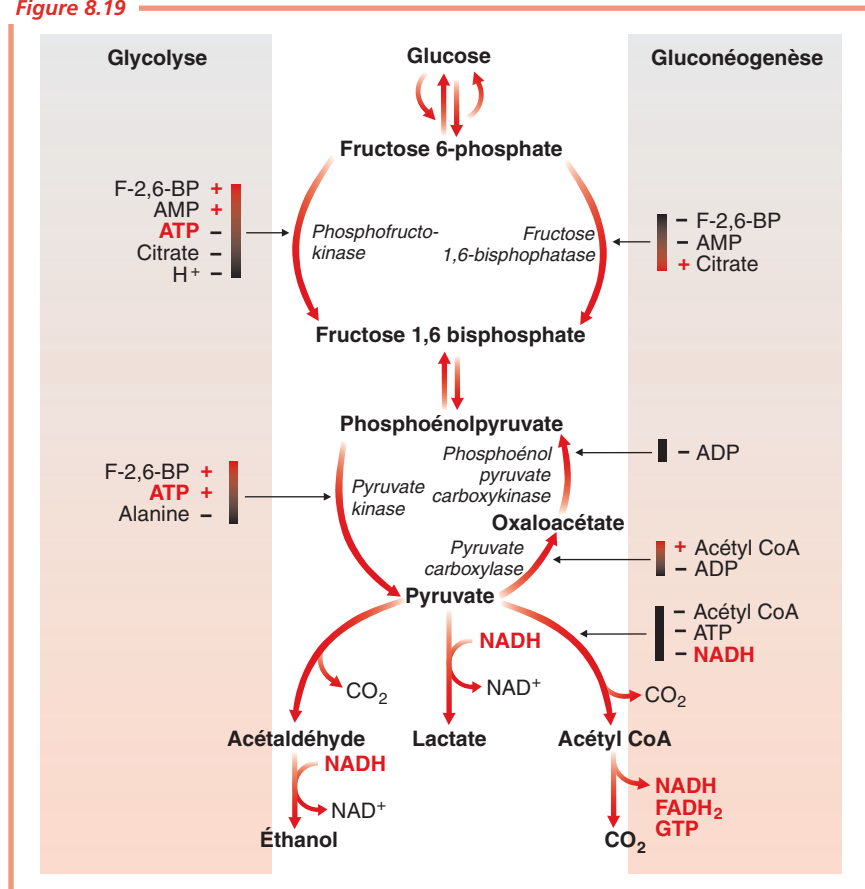 Figure 8.19
Glycolyse
Glucose
Gluconéogenèse
Fructose 6-phosphate
F-2,6-BP +
AMP +
ATP –
Citrate –
H+ –
Phosphofructo-
kinase
Fructose
1,6-bisphophatase
– F-2,6-BP
– AMP
+ Citrate
Fructose 1,6 bisphosphate
Phosphoénolpyruvate
F-2,6-BP +
ATP +
Alanine –
Pyruvate
kinase
Phosphoénol
pyruvate
carboxykinase
– ADP
Oxaloacétate
Pyruvate
carboxylase
+ Acétyl CoA
– ADP
Pyruvate
– Acétyl CoA
– ATP
– NADH
CO2
NADH
NAD+
CO2
Acétaldéhyde
Lactate
Acétyl CoA
NADH
NAD+
Éthanol
NADH
FADH2
GTP
CO2